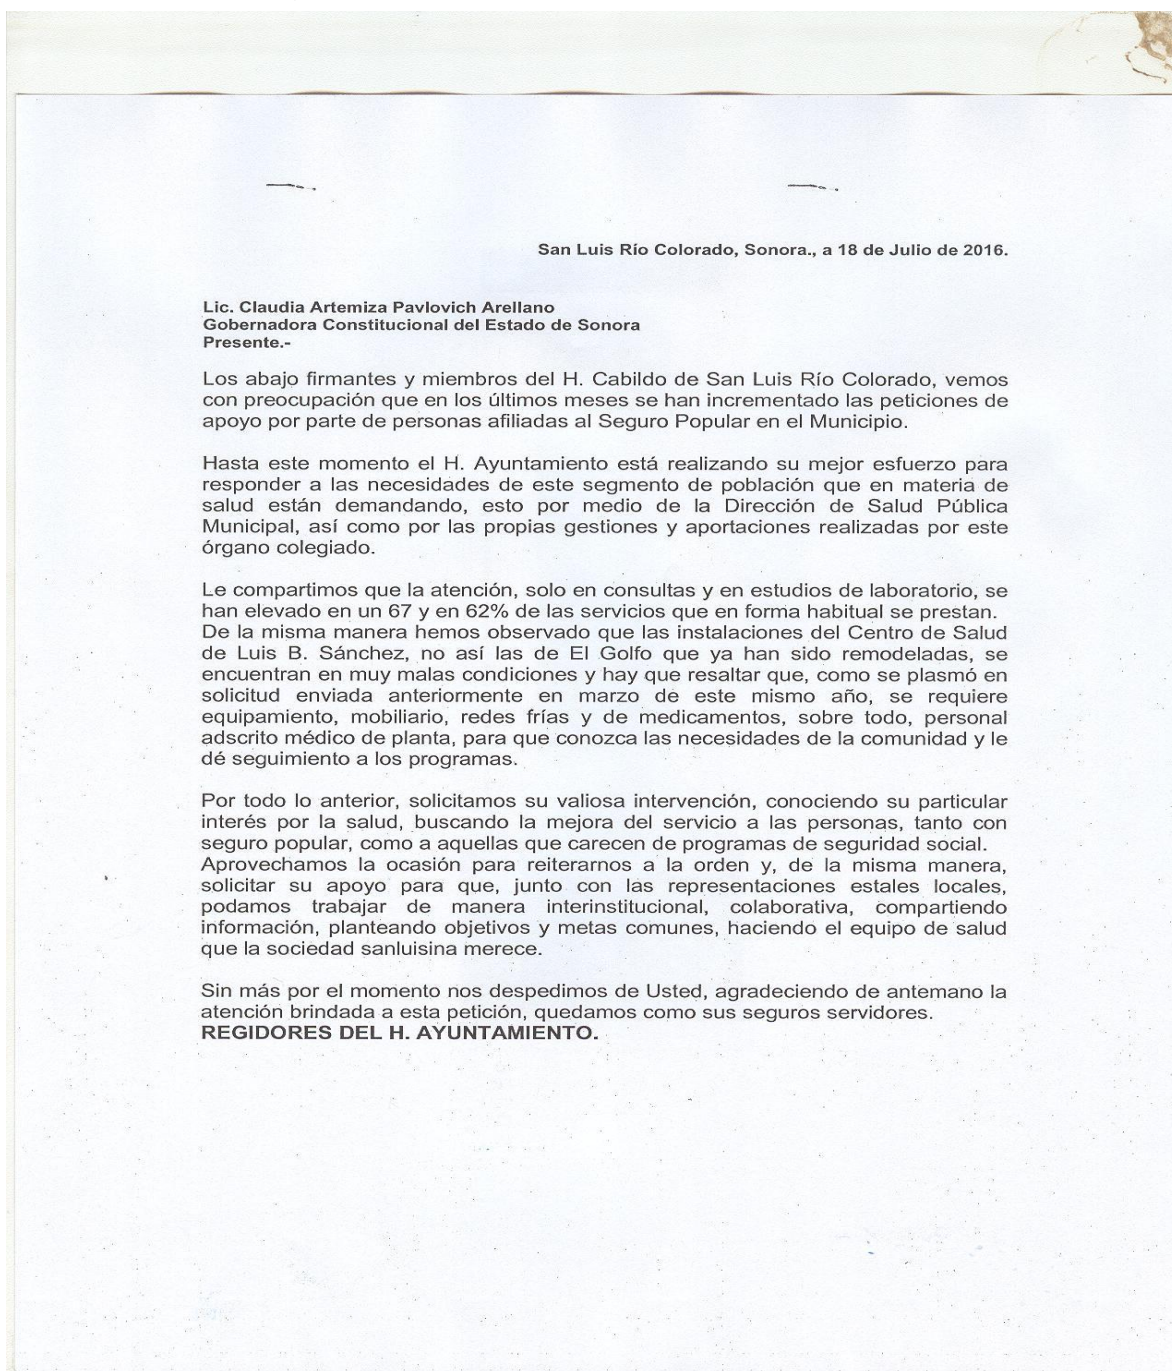 San Luis Río Colorado, Sonora., a 18 de Julio de 2016.
Lic. Claudia Artemiza Pavlovich Arellano
Gobernadora Constitucional del Estado de Sonora
Presente.-
Los abajo firmantes y miembros del H. Cabildo de San Luis Río Colorado, vemos
con preocupación que en los últimos meses se han incrementado las peticiones de
apoyo por parte de personas afiliadas al Seguro Popular en el Municipio.
Hasta este momento el H. Ayuntamiento está realizando su mejor esfuerzo para
responder a las necesidades de este segmento de población que en materia de
salud están demandando, esto por medio de la Dirección de Salud Pública
Municipal, así como por las propias gestiones y aportaciones realizadas por este
órgano colegiado.
Le compartimos que la atención, solo en consultas y en estudios de laboratorio, se
han elevado en un 67 y en 62% de las servicios que en forma habitual se prestan.
De la misma manera hemos observado que las instalaciones del Centro de Salud
de Luis B. Sánchez, no así las de El Golfo que ya han sido remodeladas, se
encuentran en muy malas condiciones y hay que resaltar que, como se plasmó en
solicitud enviada anteriormente en marzo de este mismo año, se requiere
equipamiento, mobiliario, redes frías y de medicamentos, sobre todo, personal
adscrito médico de planta, para que conozca las necesidades de la comunidad y le
dé seguimiento a los programas.
Por todo lo anterior, solicitamos su valiosa intervención, conociendo su particular
interés por la salud, buscando la mejora del servicio a las personas, tanto con
seguro popular, como a aquellas que carecen de programas de seguridad social.
Aprovechamos la ocasión para reiterarnos a la orden y, de la misma manera,
solicitar su apoyo para que, junto con las representaciones estales locales,
podamos trabajar de manera interinstitucional, colaborativa, compartiendo
información, planteando objetivos y metas comunes, haciendo el equipo de salud
que la sociedad sanluisina merece.
Sin más por el momento nos despedimos de Usted, agradeciendo de antemano la
atención brindada a esta petición, quedamos como sus seguros servidores.
REGIDORES DEL H. AYUNTAMIENTO.